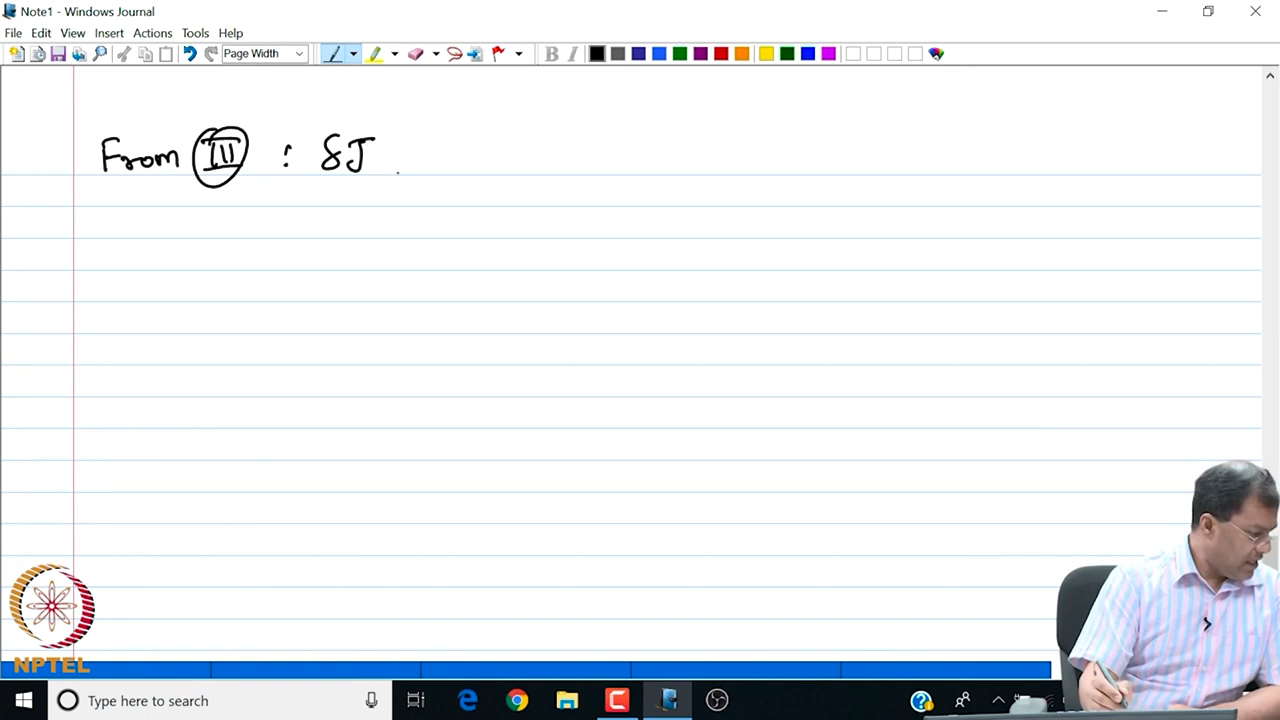 Note1 - Windows Journal
File Edit View Insert Actions Tools Help
Page Width B I
From III : δJ
NPTEL
Type here to search